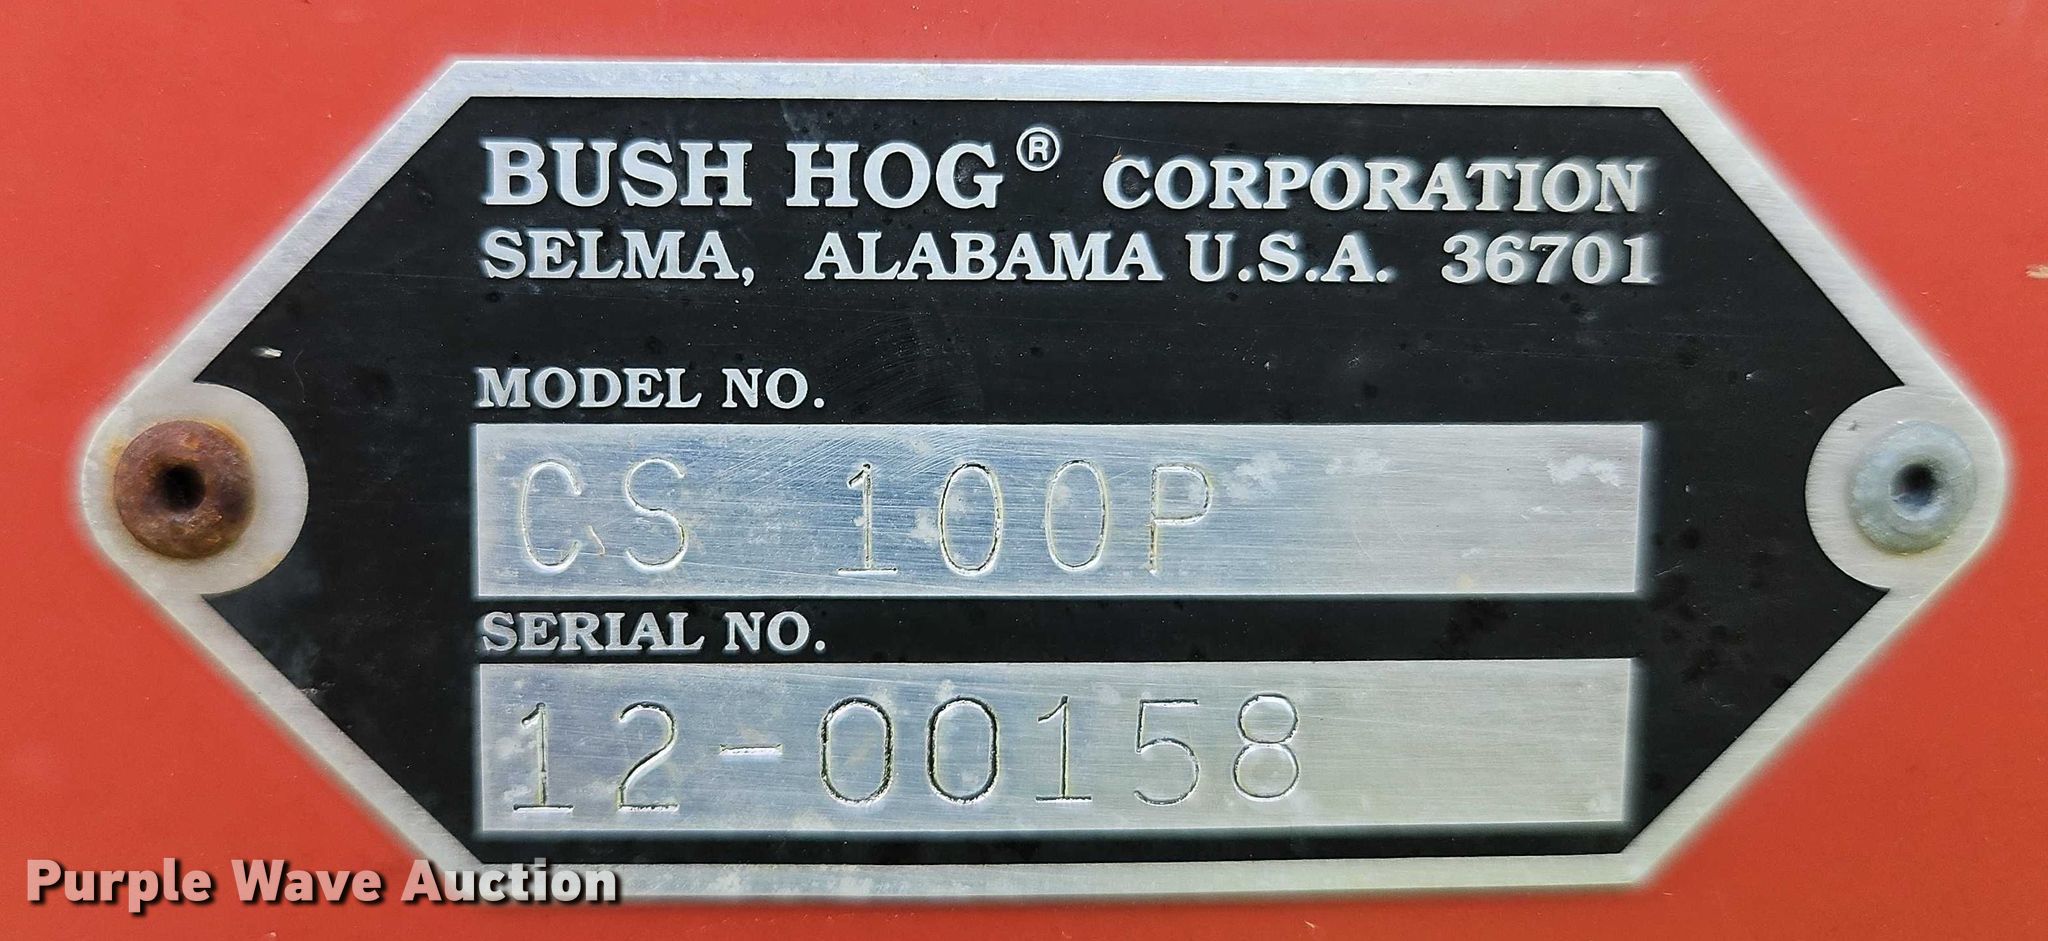 BUSH HOG® CORPORATION
SELMA, ALABAMA U.S.A. 36701
MODEL NO.
CS 100P
SERIAL NO.
12-00158
Purple Wave Auction